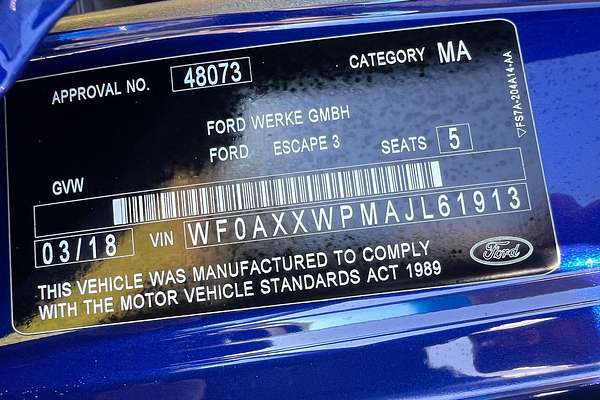 APPROVAL NO. 48073 CATEGORY MA
FORD WERKE GMBH
FORD ESCAPE 3 SEATS 5
GVW
03/18 VIN WF0AXXWPMAJL61913
THIS VEHICLE WAS MANUFACTURED TO COMPLY
WITH THE MOTOR VEHICLE STANDARDS ACT 1989
Ford
▽FS7A-204A14-AA